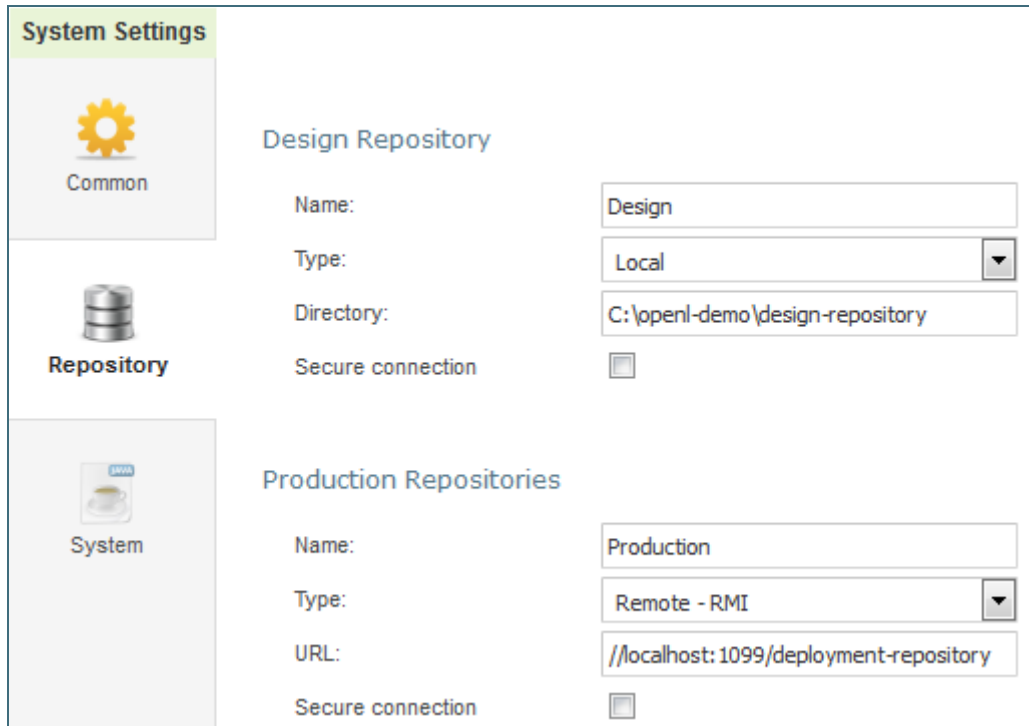 System Settings
Common
Repository
JAVA
System
Design Repository
Name: Design
Type: Local
Directory: C:\openl-demo\design-repository
Secure connection
Production Repositories
Name: Production
Type: Remote - RMI
URL: //localhost:1099/deployment-repository
Secure connection